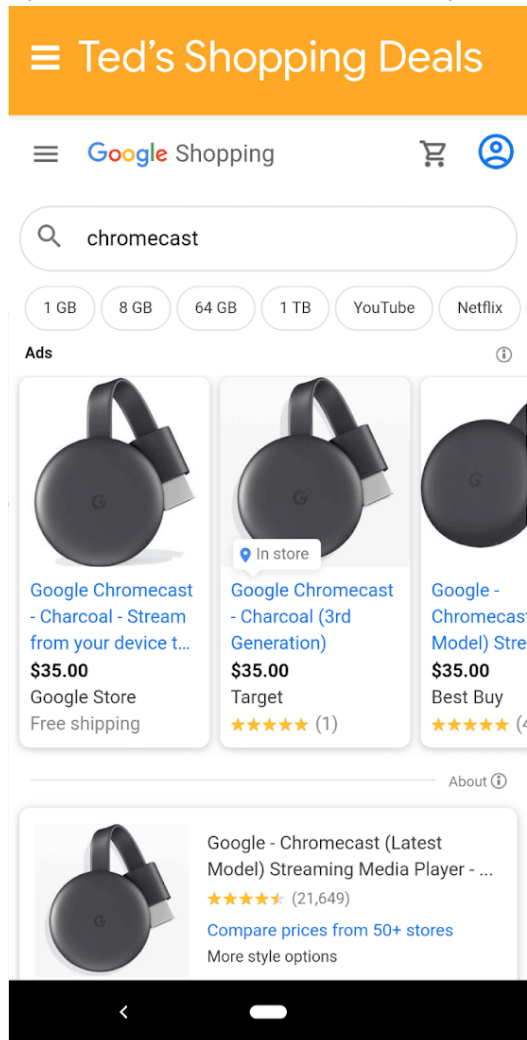 Ted's Shopping Deals
Google Shopping
chromecast
1 GB
8 GB
64 GB
1 TB
YouTube
Netflix
Ads
In store
Google Chromecast
- Charcoal - Stream
from your device t...
$35.00
Google Store
Free shipping
Google Chromecast
- Charcoal (3rd
Generation)
$35.00
Target
(1)
Google -
Chromecast
Model) Stre
$35.00
Best Buy
(4
About
Google - Chromecast (Latest
Model) Streaming Media Player - ...
(21,649)
Compare prices from 50+ stores
More style options